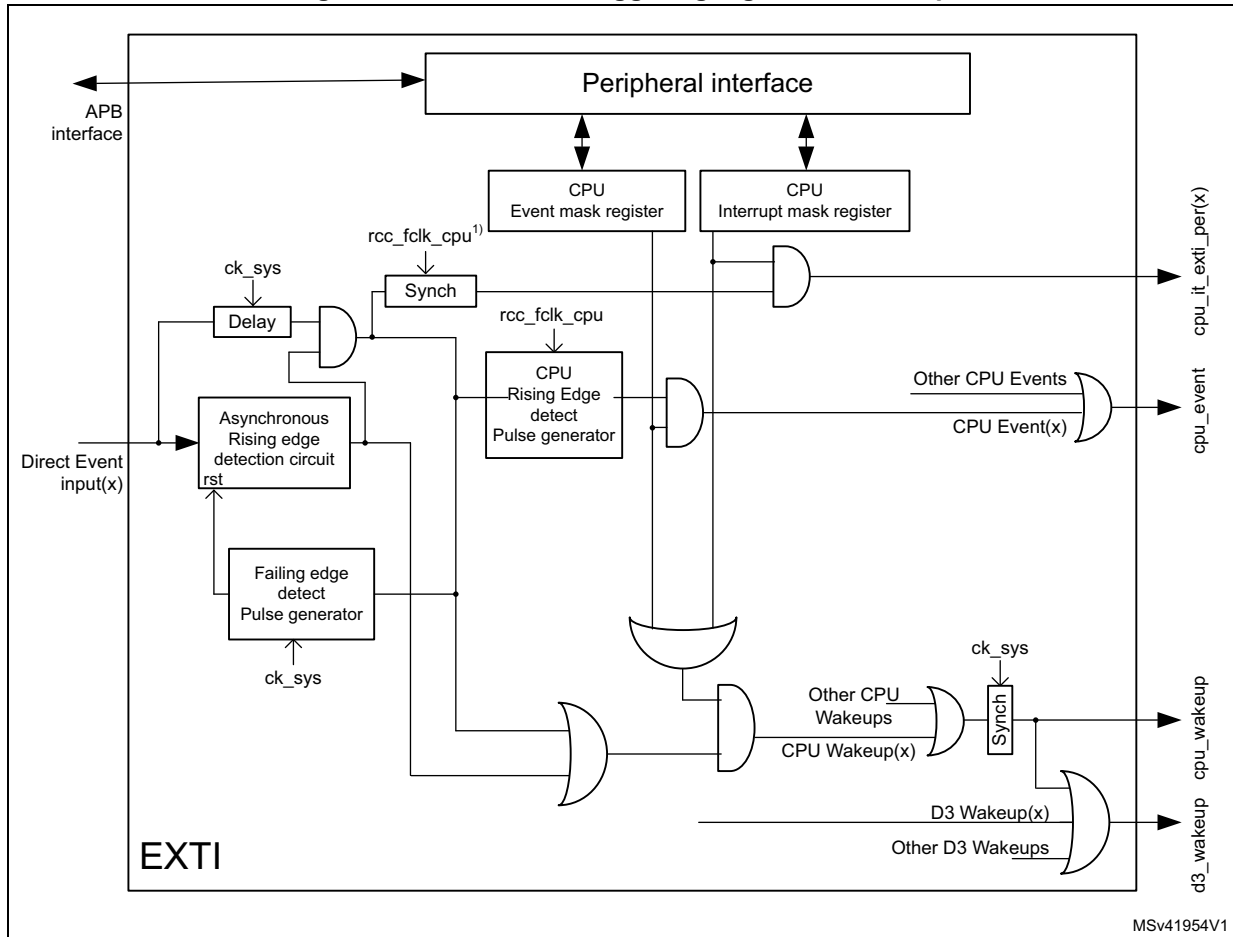 Peripheral interface
APB
interface
CPU
Event mask register
CPU
Interrupt mask register
cpu_it_exti_per(x)
rcc_fclk_cpu1)
ck_sys
Synch
Delay
rcc_fclk_cpu
CPU
Rising Edge
detect
Pulse generator
Other CPU Events
CPU Event(x)
cpu_event
Asynchronous
Rising edge
detection circuit
rst
Direct Event
input(x)
Failing edge
detect
Pulse generator
ck_sys
ck_sys
Other CPU
Wakeups
Synch
CPU Wakeup(x)
cpu_wakeup
D3 Wakeup(x)
Other D3 Wakeups
d3_wakeup
EXTI
MSv41954V1